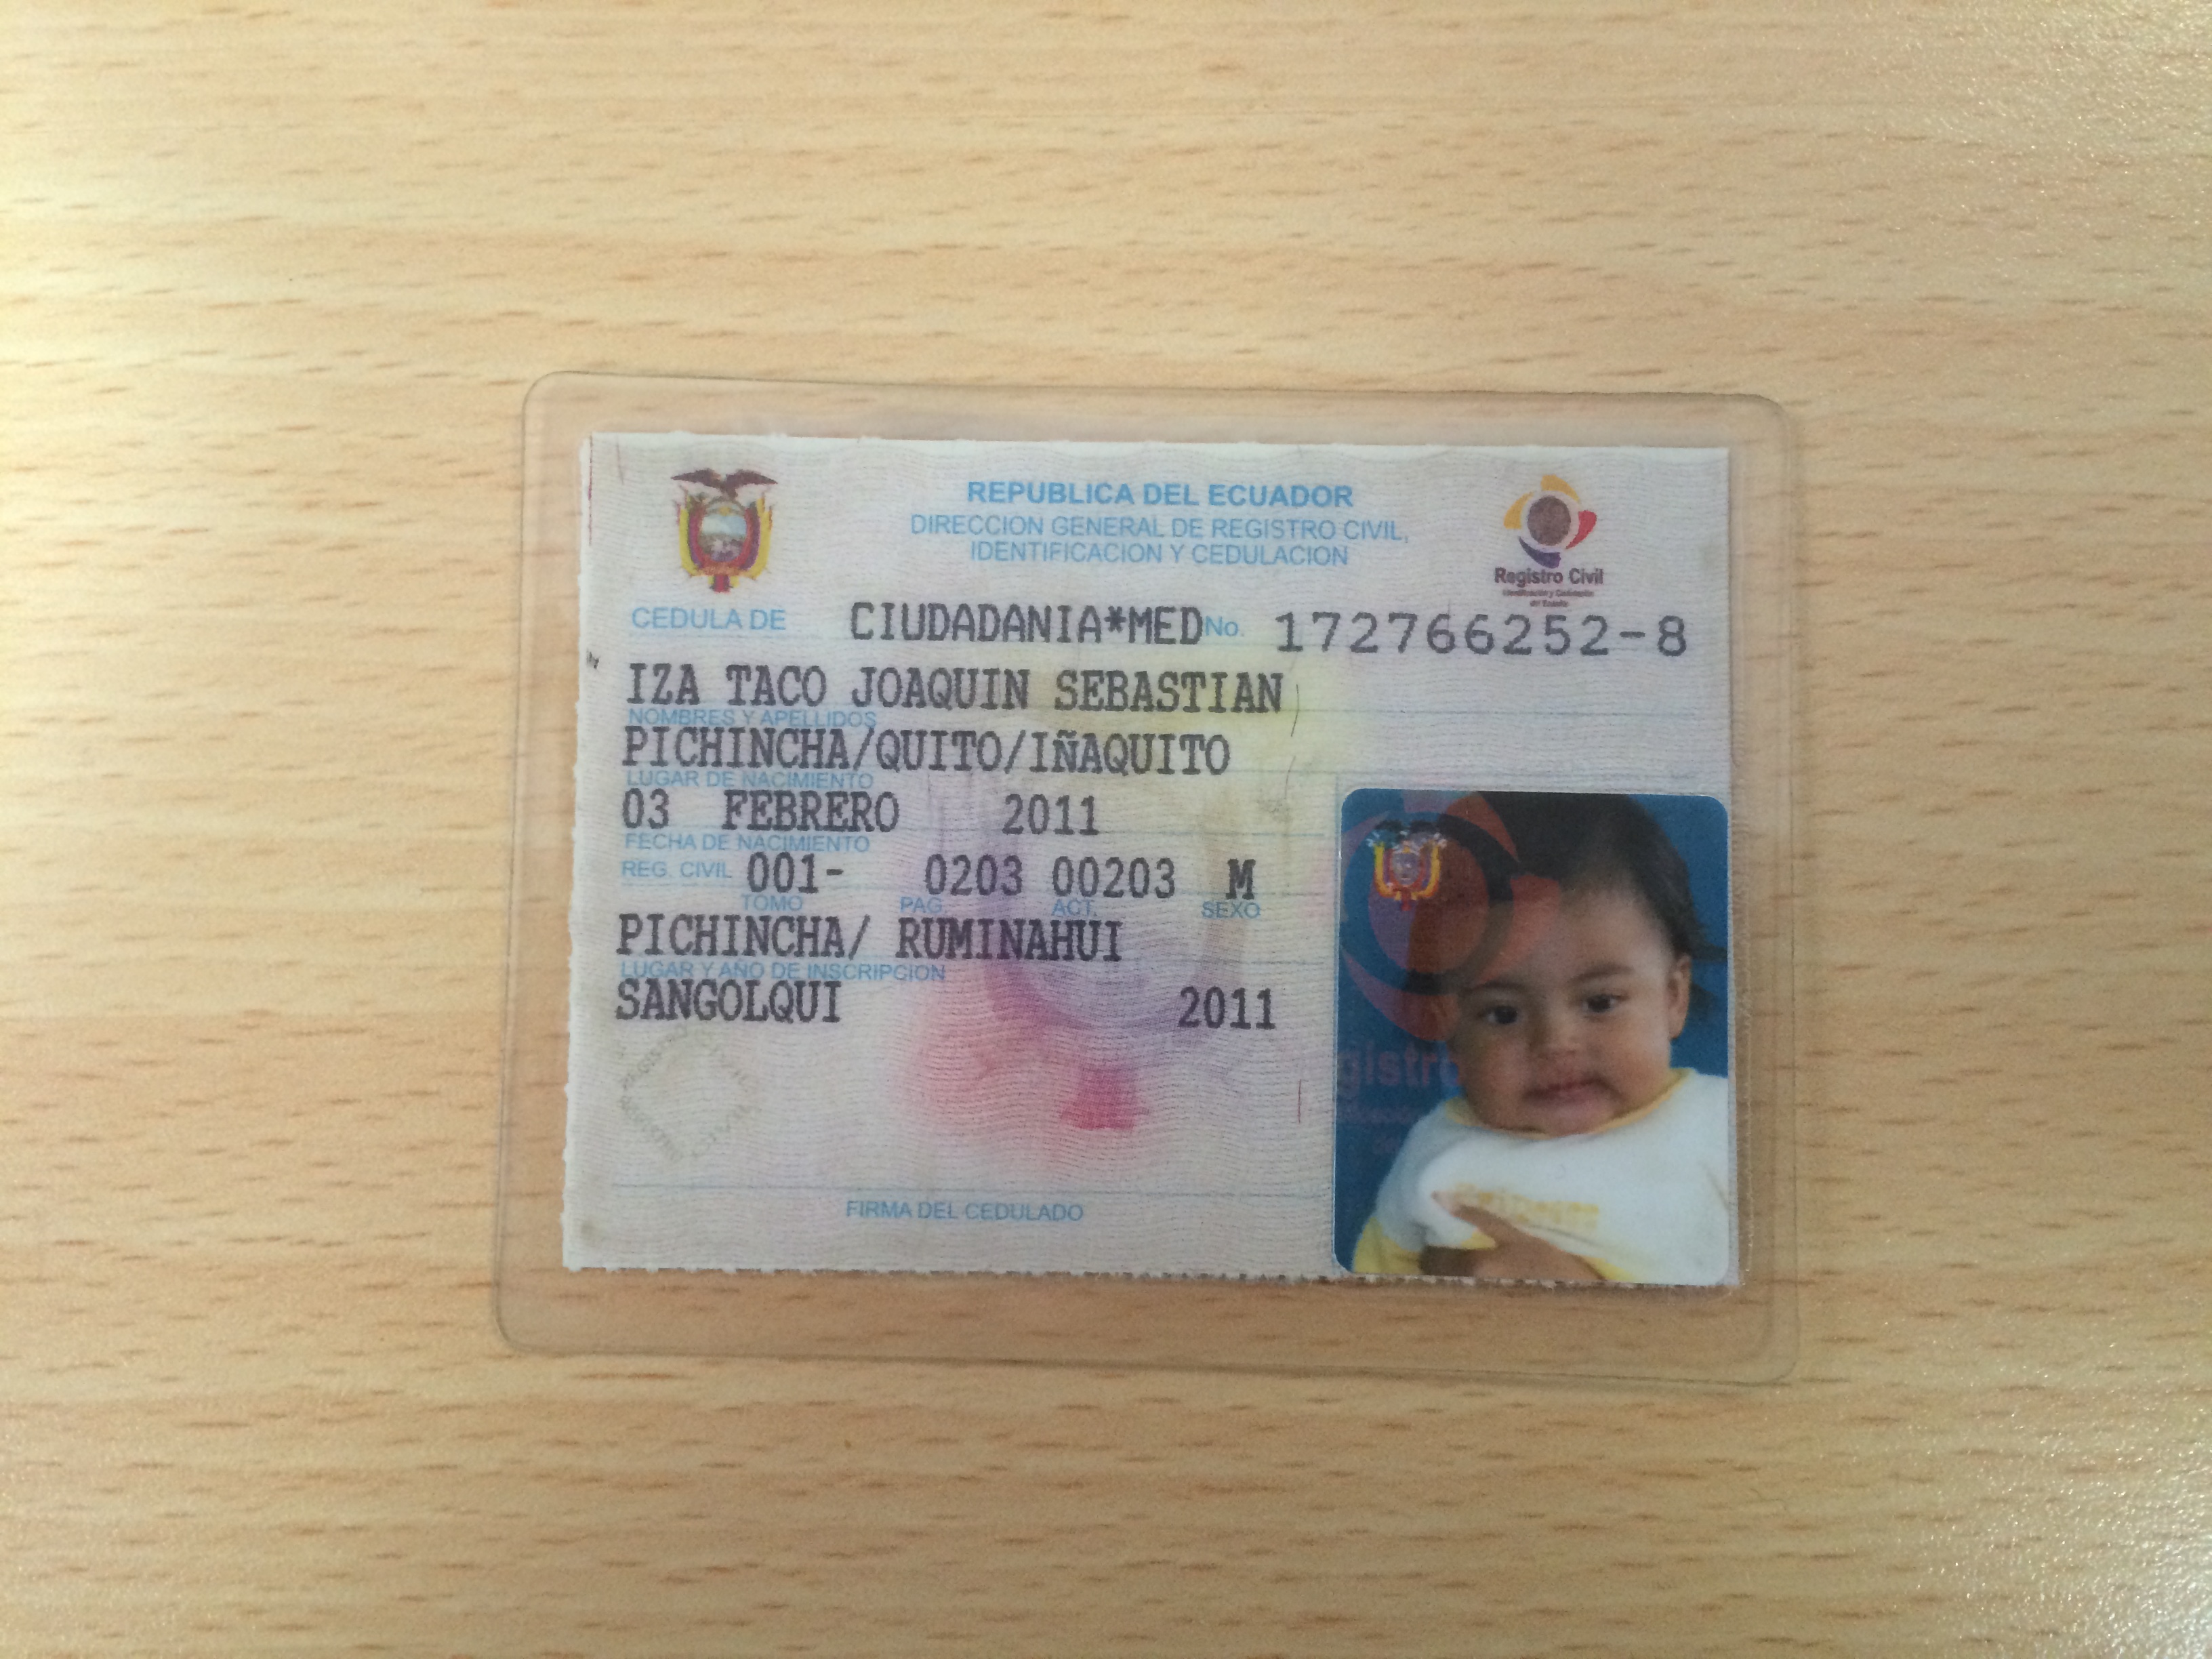 REPUBLICA DEL ECUADOR
DIRECCION GENERAL DE REGISTRO CIVIL,
IDENTIFICACION Y CEDULACION
Registro Civil
CEDULA DE CIUDADANIA*MED No. 172766252-8
IZA TACO JOAQUIN SEBASTIAN
NOMBRES Y APELLIDOS
PICHINCHA/QUITO/IÑAQUITO
LUGAR DE NACIMIENTO
03 FEBRERO 2011
FECHA DE NACIMIENTO
REG. CIVIL 001- 0203 00203 M
TOMO PAG. ACT. SEXO
PICHINCHA/ RUMINAHUI
LUGAR Y AÑO DE INSCRIPCION
SANGOLQUI 2011
FIRMA DEL CEDULADO